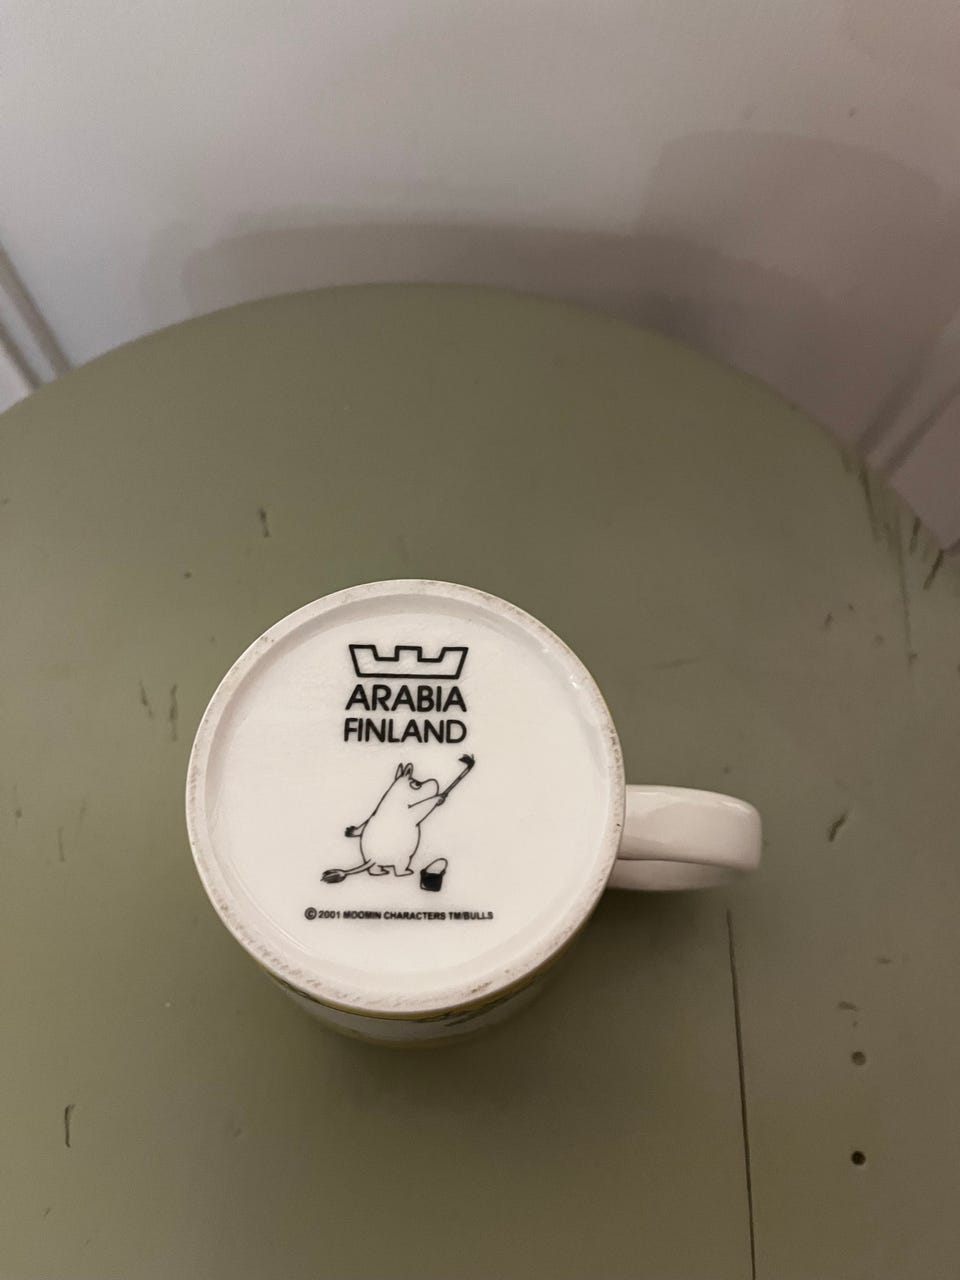 ARABIA
FINLAND
© 2001 MOOMIN CHARACTERS TM/BULLS